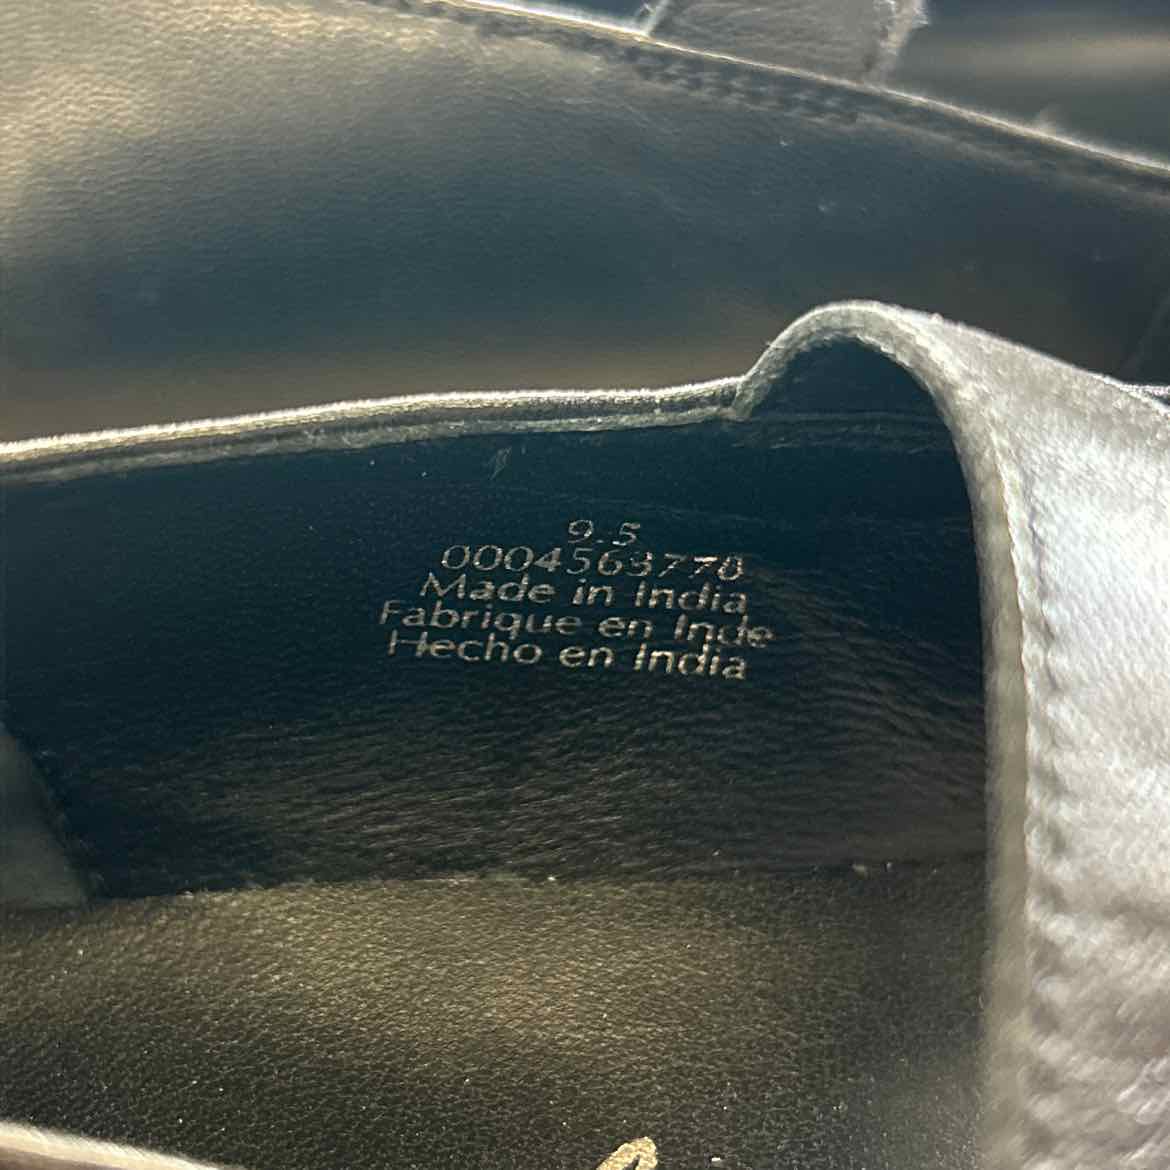 9.5
0004563770
Made in India
Fabrique en Inde
Hecho en India